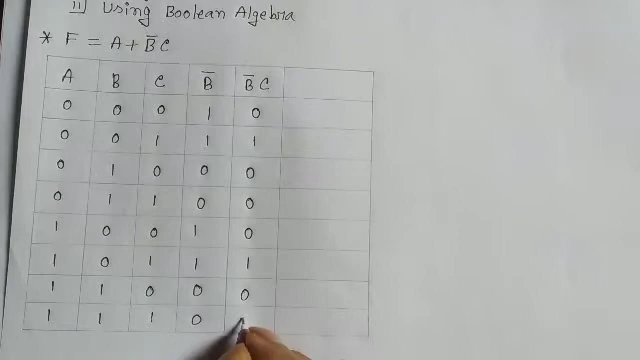 ii] Using Boolean Algebra
* F = A + B̅ C
A B C B̅ B̅ C
0 0 0 1 0
0 0 1 1 1
0 1 0 0 0
0 1 1 0 0
1 0 0 1 0
1 0 1 1 1
1 1 0 0 0
1 1 1 0